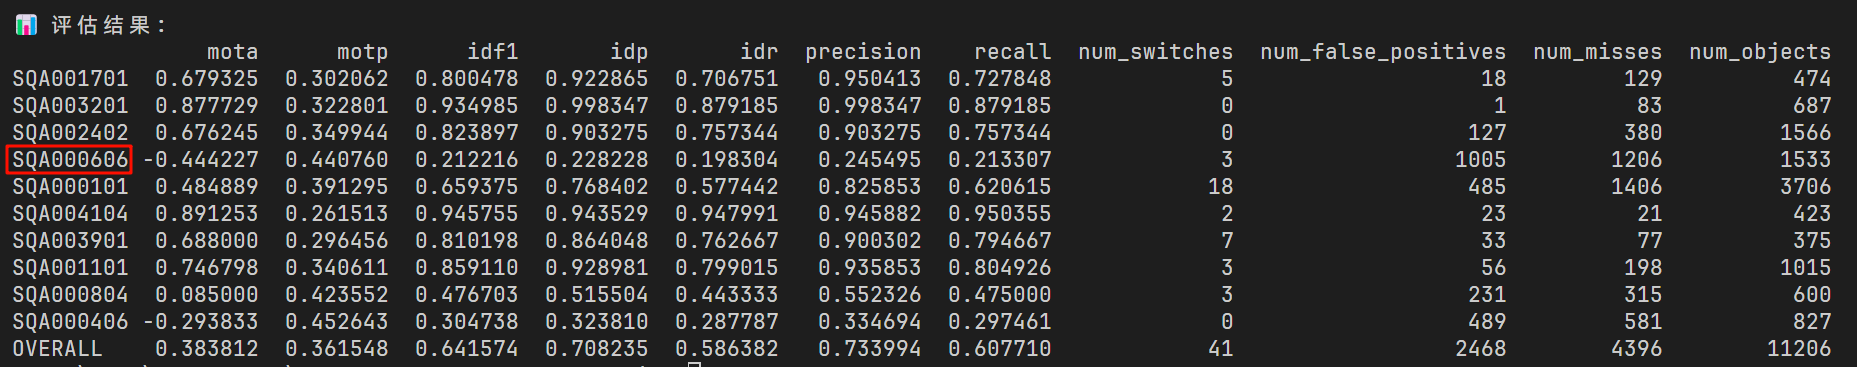 📊 评估结果：
mota motp idf1 idp idr precision recall num_switches num_false_positives num_misses num_objects
SQA001701 0.679325 0.302062 0.800478 0.922865 0.706751 0.950413 0.727848 5 18 129 474
SQA003201 0.877729 0.322801 0.934985 0.998347 0.879185 0.998347 0.879185 0 1 83 687
SQA002402 0.676245 0.349944 0.823897 0.903275 0.757344 0.903275 0.757344 0 127 380 1566
SQA000606 -0.444227 0.440760 0.212216 0.228228 0.198304 0.245495 0.213307 3 1005 1206 1533
SQA000101 0.484889 0.391295 0.659375 0.768402 0.577442 0.825853 0.620615 18 485 1406 3706
SQA004104 0.891253 0.261513 0.945755 0.943529 0.947991 0.945882 0.950355 2 23 21 423
SQA003901 0.688000 0.296456 0.810198 0.864048 0.762667 0.900302 0.794667 7 33 77 375
SQA001101 0.746798 0.340611 0.859110 0.928981 0.799015 0.935853 0.804926 3 56 198 1015
SQA000804 0.085000 0.423552 0.476703 0.515504 0.443333 0.552326 0.475000 3 231 315 600
SQA000406 -0.293833 0.452643 0.304738 0.323810 0.287787 0.334694 0.297461 0 489 581 827
OVERALL 0.383812 0.361548 0.641574 0.708235 0.586382 0.733994 0.607710 41 2468 4396 11206